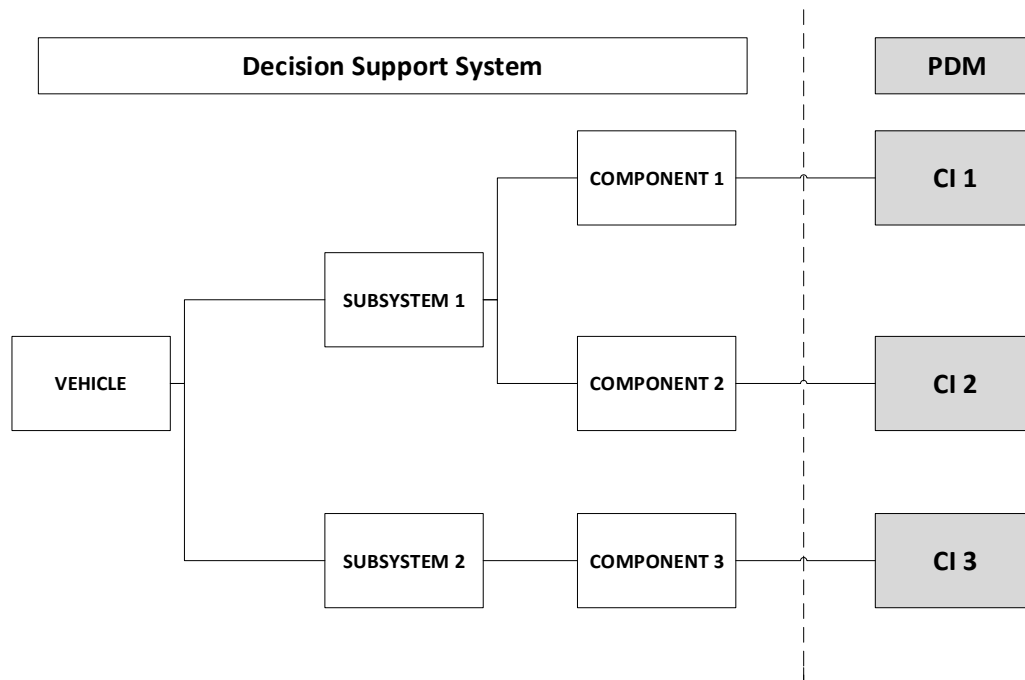 Decision Support System
PDM
COMPONENT 1
CI 1
SUBSYSTEM 1
VEHICLE
COMPONENT 2
CI 2
SUBSYSTEM 2
COMPONENT 3
CI 3